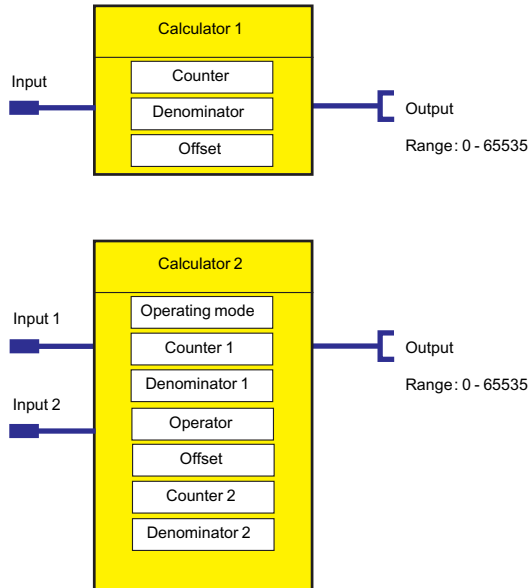 Calculator 1
Input
Counter
Denominator
Offset
Output
Range: 0 - 65535
Calculator 2
Input 1
Input 2
Operating mode
Counter 1
Denominator 1
Operator
Offset
Counter 2
Denominator 2
Output
Range: 0 - 65535